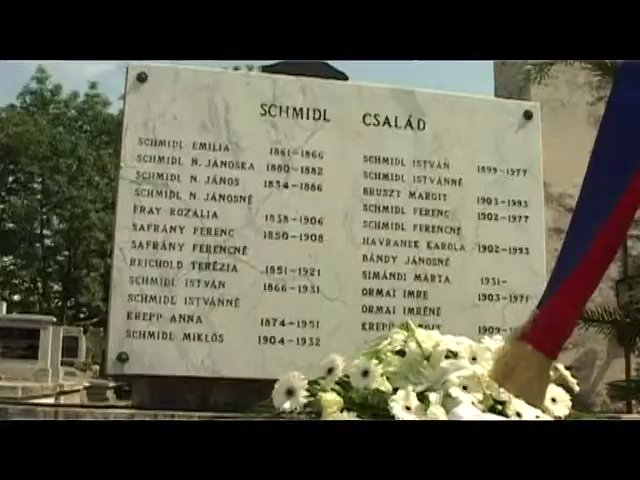 SCHMIDL CSALÁD
SCHMIDL EMILIA 1861-1866
SCHMIDL N. JÁNOSKA 1880-1882
SCHMIDL N. JÁNOS 1834-1886
SCHMIDL N. JÁNOSNÉ
FRAY ROZÁLIA 1838-1906
SAFRÁNY FERENC 1850-1908
SAFRÁNY FERENCNÉ
REICHOLD TERÉZIA 1851-1921
SCHMIDL ISTVÁN 1866-1931
SCHMIDL ISTVÁNNÉ
KREPP ANNA 1874-1951
SCHMIDL MIKLÓS 1904-1932
SCHMIDL ISTVÁN 1899-1977
SCHMIDL ISTVÁNNÉ
BRUSZT MARGIT 1903-1993
SCHMIDL FERENC 1902-1977
SCHMIDL FERENCNÉ
HAVRANEK KAROLA 1902-1993
BÁNDY JÁNOSNÉ
SIMÁNDI MÁRTA 1931-
ORMAI IMRE 1903-1971
ORMAI IMRÉNÉ
KREPP 1909-